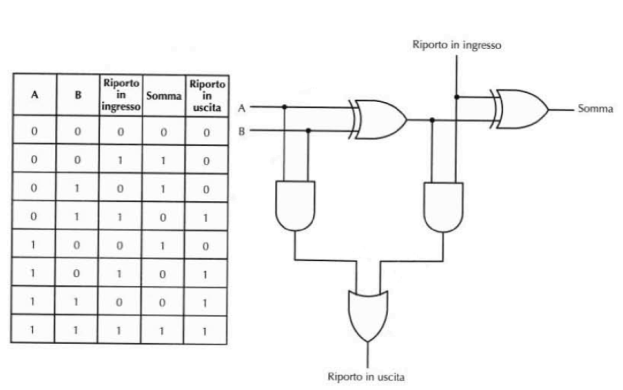 A B Riporto in ingresso Somma Riporto in uscita
0 0 0 0 0
0 0 1 1 0
0 1 0 1 0
0 1 1 0 1
1 0 0 1 0
1 0 1 0 1
1 1 0 0 1
1 1 1 1 1
Riporto in ingresso
A
B
Somma
Riporto in uscita